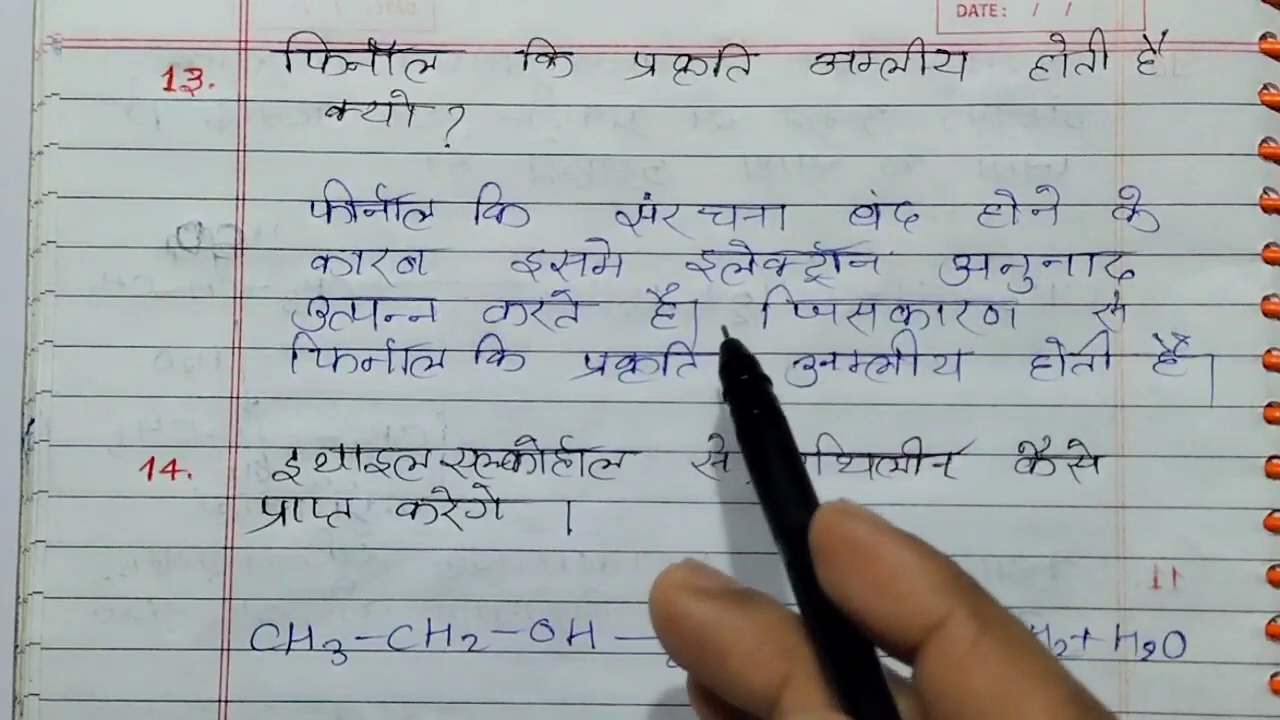 DATE: / /
13. फिनॉल कि प्रकृति अम्लीय होती है
क्यो ?
फीनॉल कि संरचना बंद होने के
कारण इसमे इलेक्ट्रॉन अनुनाद
उत्पन्न करते है। जिसकारण से
फिनॉल कि प्रकृति अम्लीय होती है।
14. इथाइल एल्कोहॉल से कैसे
प्राप्त करेगे ।
CH3-CH2-OH — + H2O
11